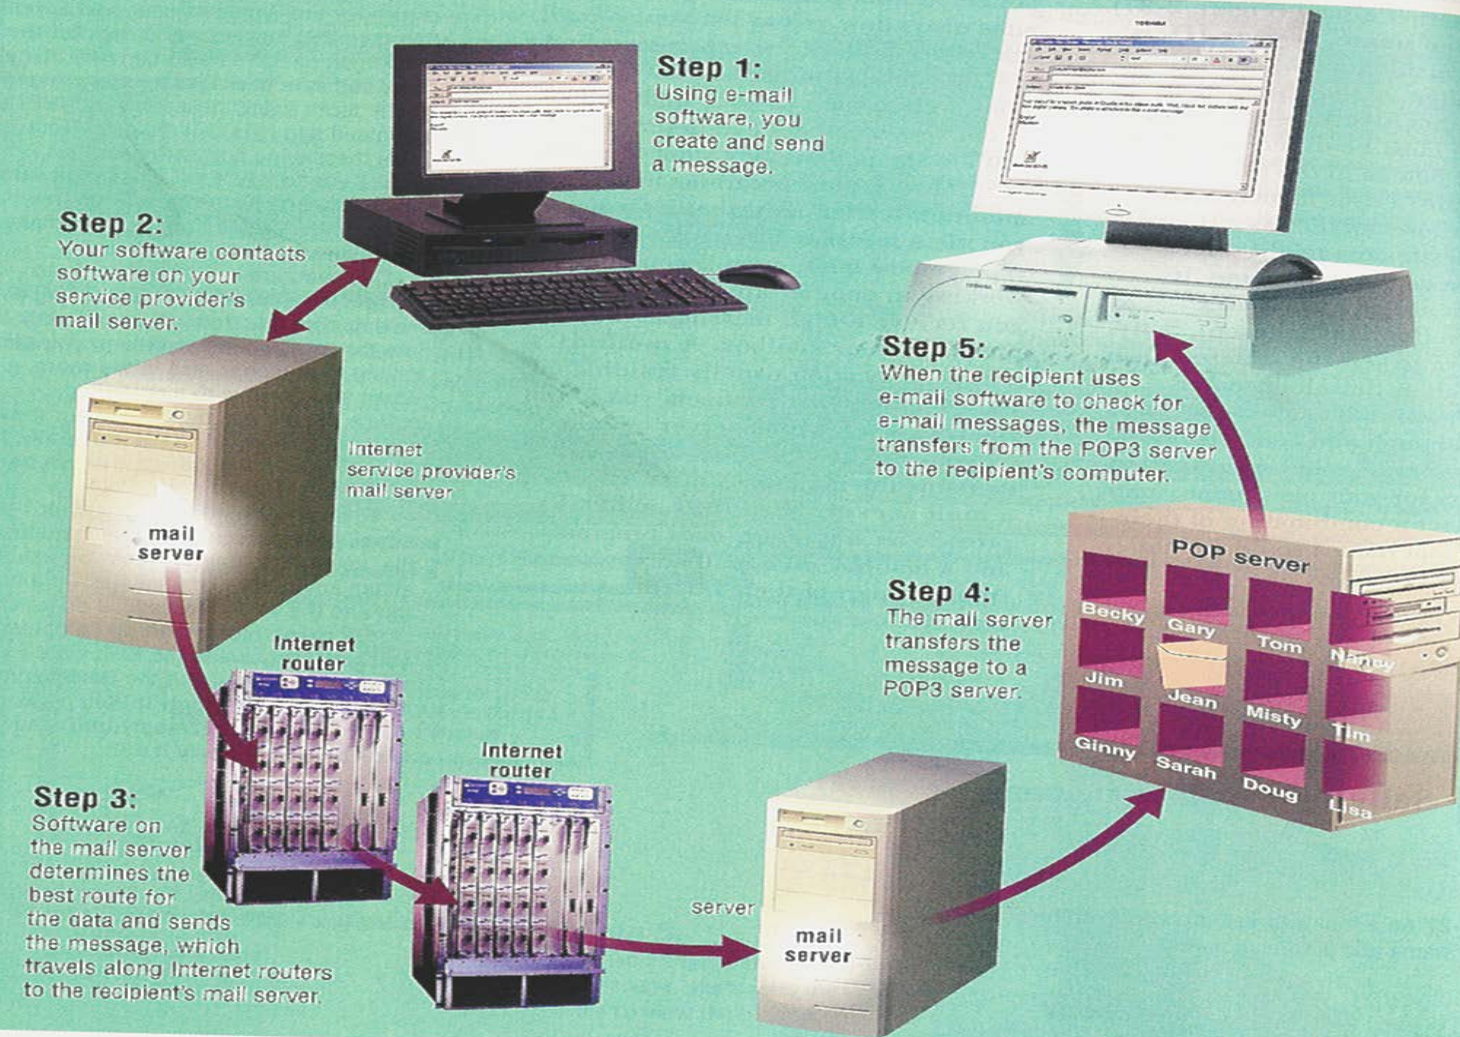 Step 1:
Using e-mail
software, you
create and send
a message.
TOSHIBA
Step 2:
Your software contacts
software on your
service provider's
mail server.
Internet
service provider's
mail server
mail
server
Internet
router
Internet
router
Step 3:
Software on
the mail server
determines the
best route for
the data and sends
the message, which
travels along Internet routers
to the recipient's mail server.
server
mail
server
Step 4:
The mail server
transfers the
message to a
POP3 server.
POP server
Becky Gary Tom Nancy
Jim Jean Misty Tim
Ginny Sarah Doug Lisa
Step 5:
When the recipient uses
e-mail software to check for
e-mail messages, the message
transfers from the POP3 server
to the recipient's computer.
TOSHIBA